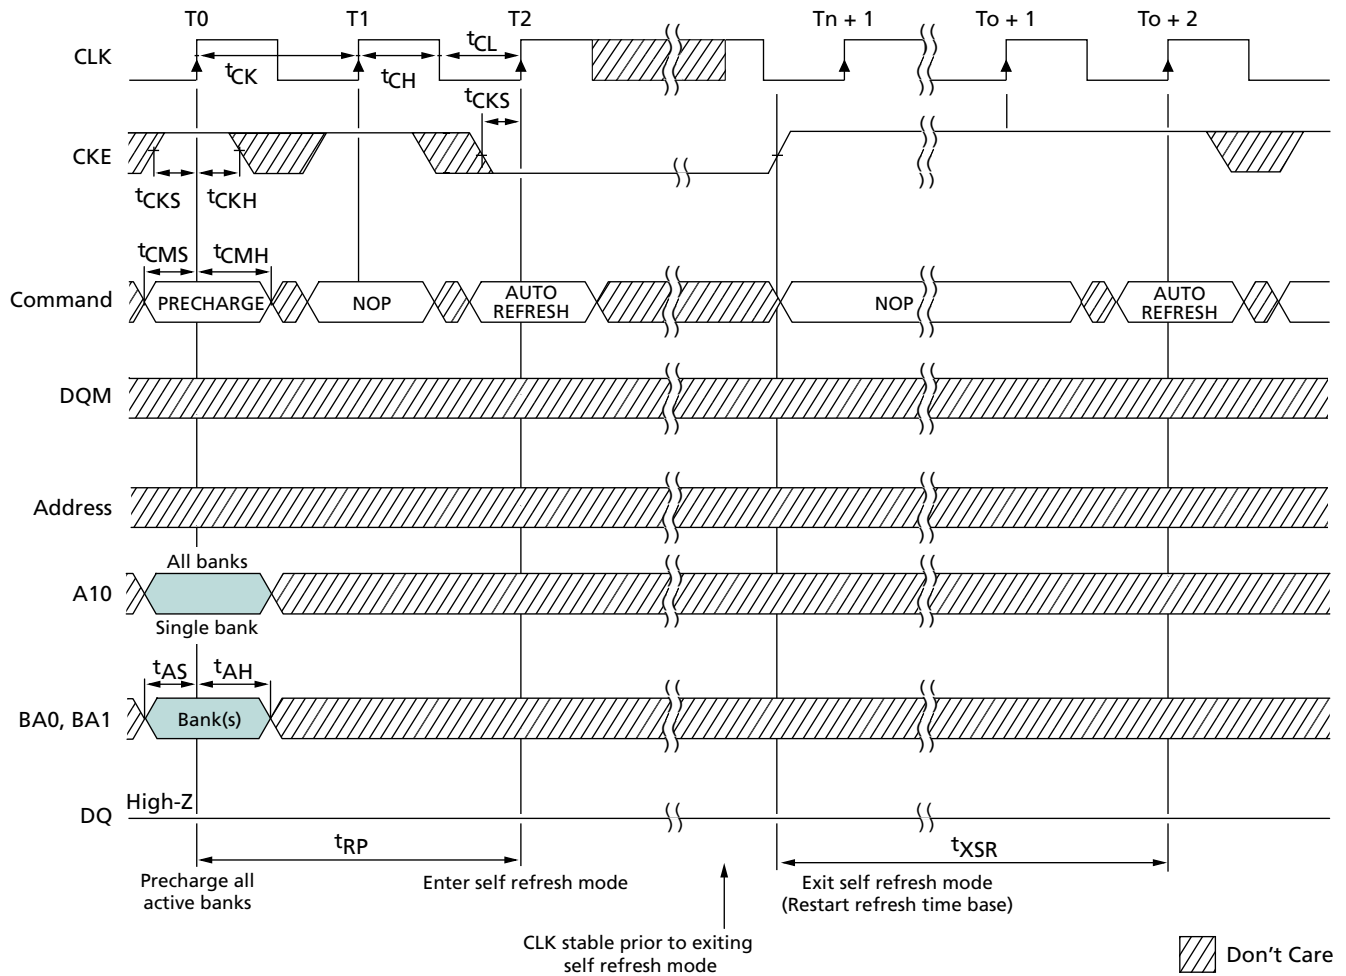 T0 T1 T2 Tn + 1 To + 1 To + 2
CLK
tCK
tCH
tCL
tCKS
CKE
tCKS
tCKH
tCMS
tCMH
Command
PRECHARGE
NOP
AUTO
REFRESH
NOP
AUTO
REFRESH
DQM
Address
All banks
A10
Single bank
tAS
tAH
BA0, BA1
Bank(s)
High-Z
DQ
tRP
tXSR
Precharge all
active banks
Enter self refresh mode
Exit self refresh mode
(Restart refresh time base)
CLK stable prior to exiting
self refresh mode
Don't Care